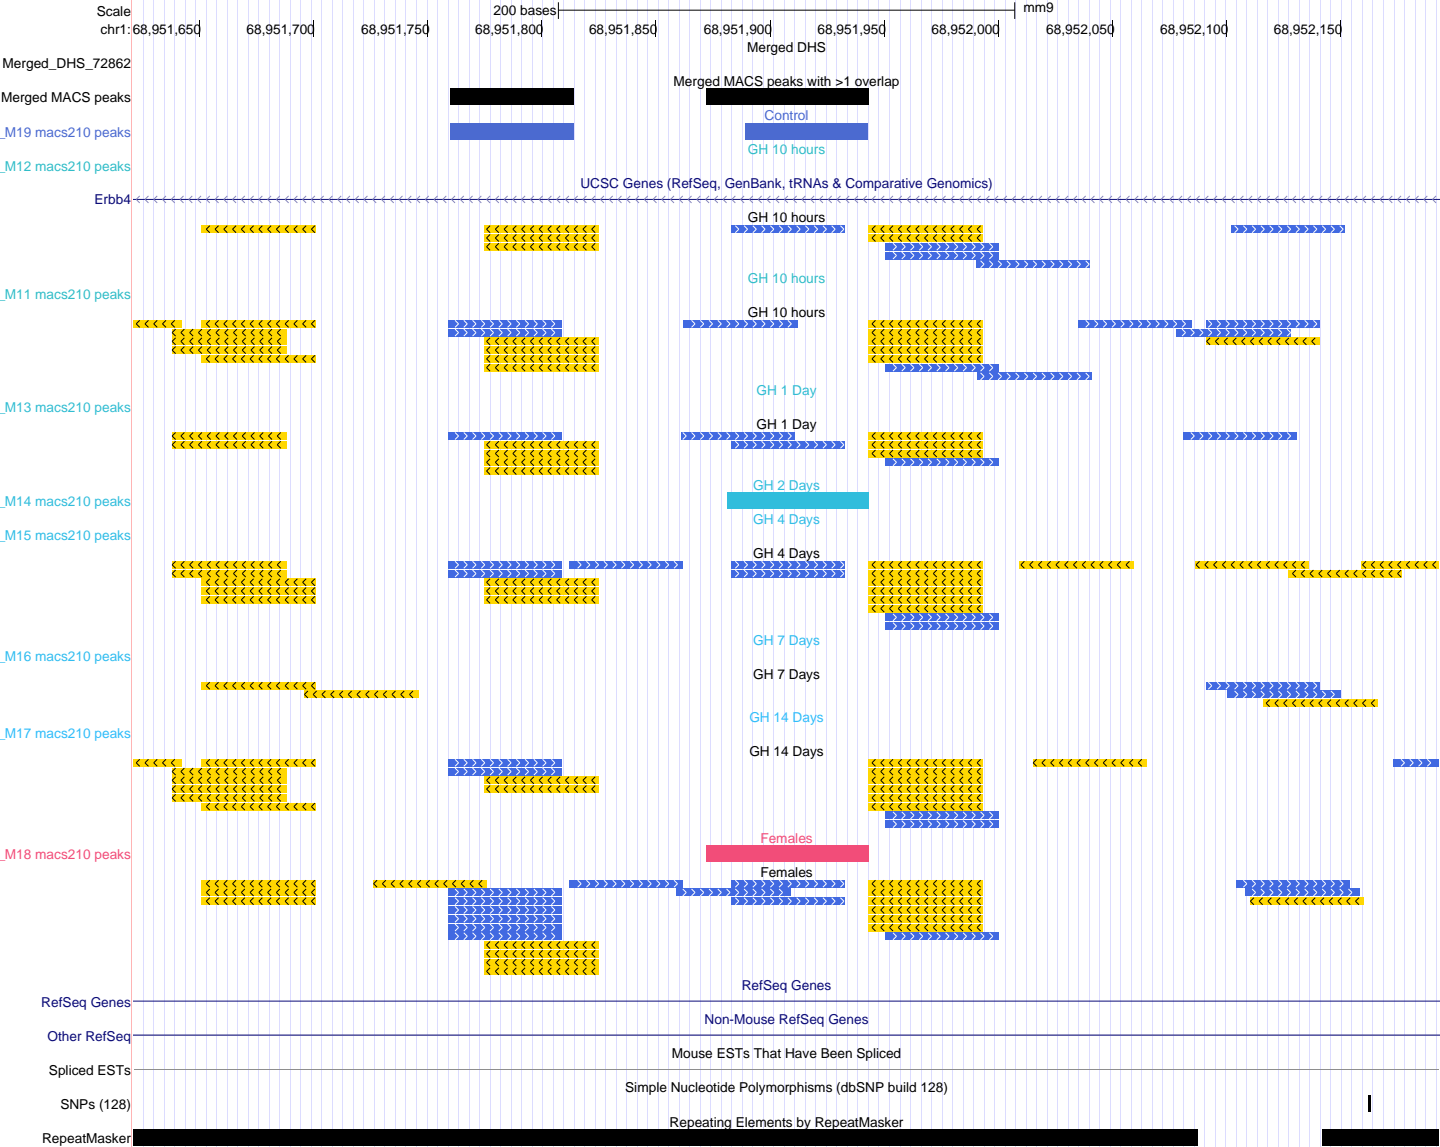 Scale 200 bases mm9
chr1: 68,951,650 68,951,700 68,951,750 68,951,800 68,951,850 68,951,900 68,951,950 68,952,000 68,952,050 68,952,100 68,952,150
Merged DHS
Merged_DHS_72862
Merged MACS peaks with >1 overlap
Merged MACS peaks
Control
_M19 macs210 peaks
GH 10 hours
_M12 macs210 peaks
UCSC Genes (RefSeq, GenBank, tRNAs & Comparative Genomics)
Erbb4
GH 10 hours
GH 10 hours
_M11 macs210 peaks
GH 10 hours
GH 1 Day
_M13 macs210 peaks
GH 1 Day
GH 2 Days
_M14 macs210 peaks
GH 4 Days
_M15 macs210 peaks
GH 4 Days
GH 7 Days
_M16 macs210 peaks
GH 7 Days
GH 14 Days
_M17 macs210 peaks
GH 14 Days
Females
_M18 macs210 peaks
Females
RefSeq Genes
RefSeq Genes
Non-Mouse RefSeq Genes
Other RefSeq
Mouse ESTs That Have Been Spliced
Spliced ESTs
Simple Nucleotide Polymorphisms (dbSNP build 128)
SNPs (128)
Repeating Elements by RepeatMasker
RepeatMasker